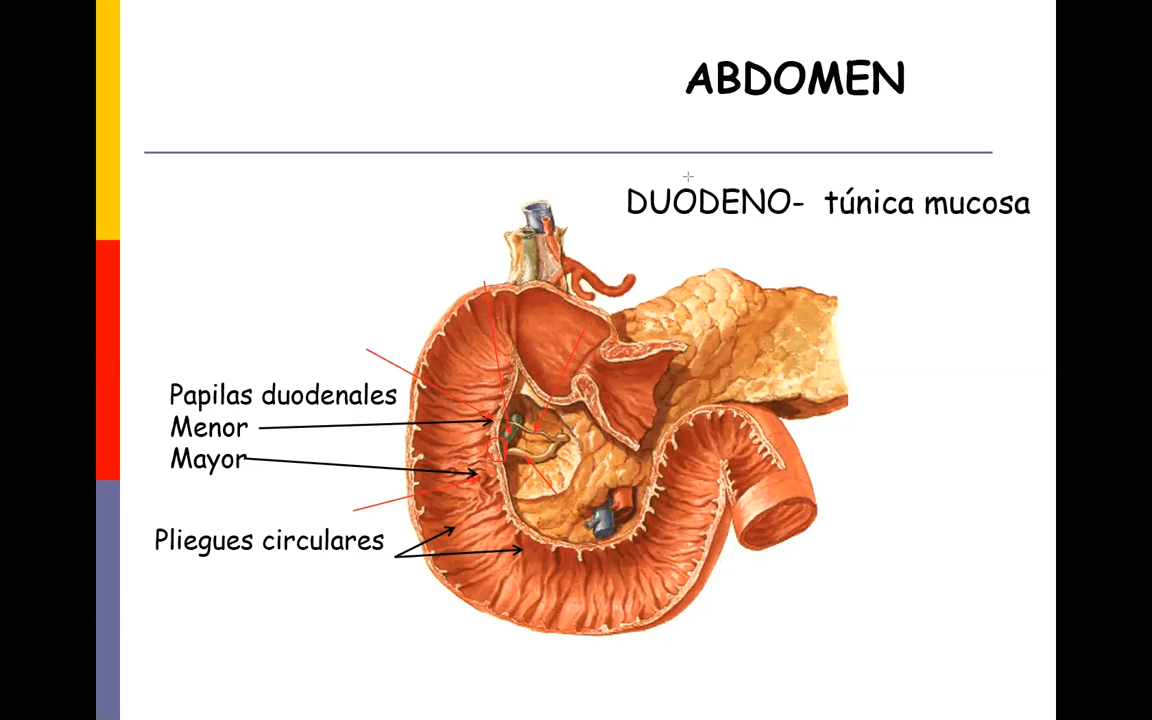 ABDOMEN
DUODENO-  túnica mucosa
Papilas duodenales
Menor
Mayor
Pliegues circulares